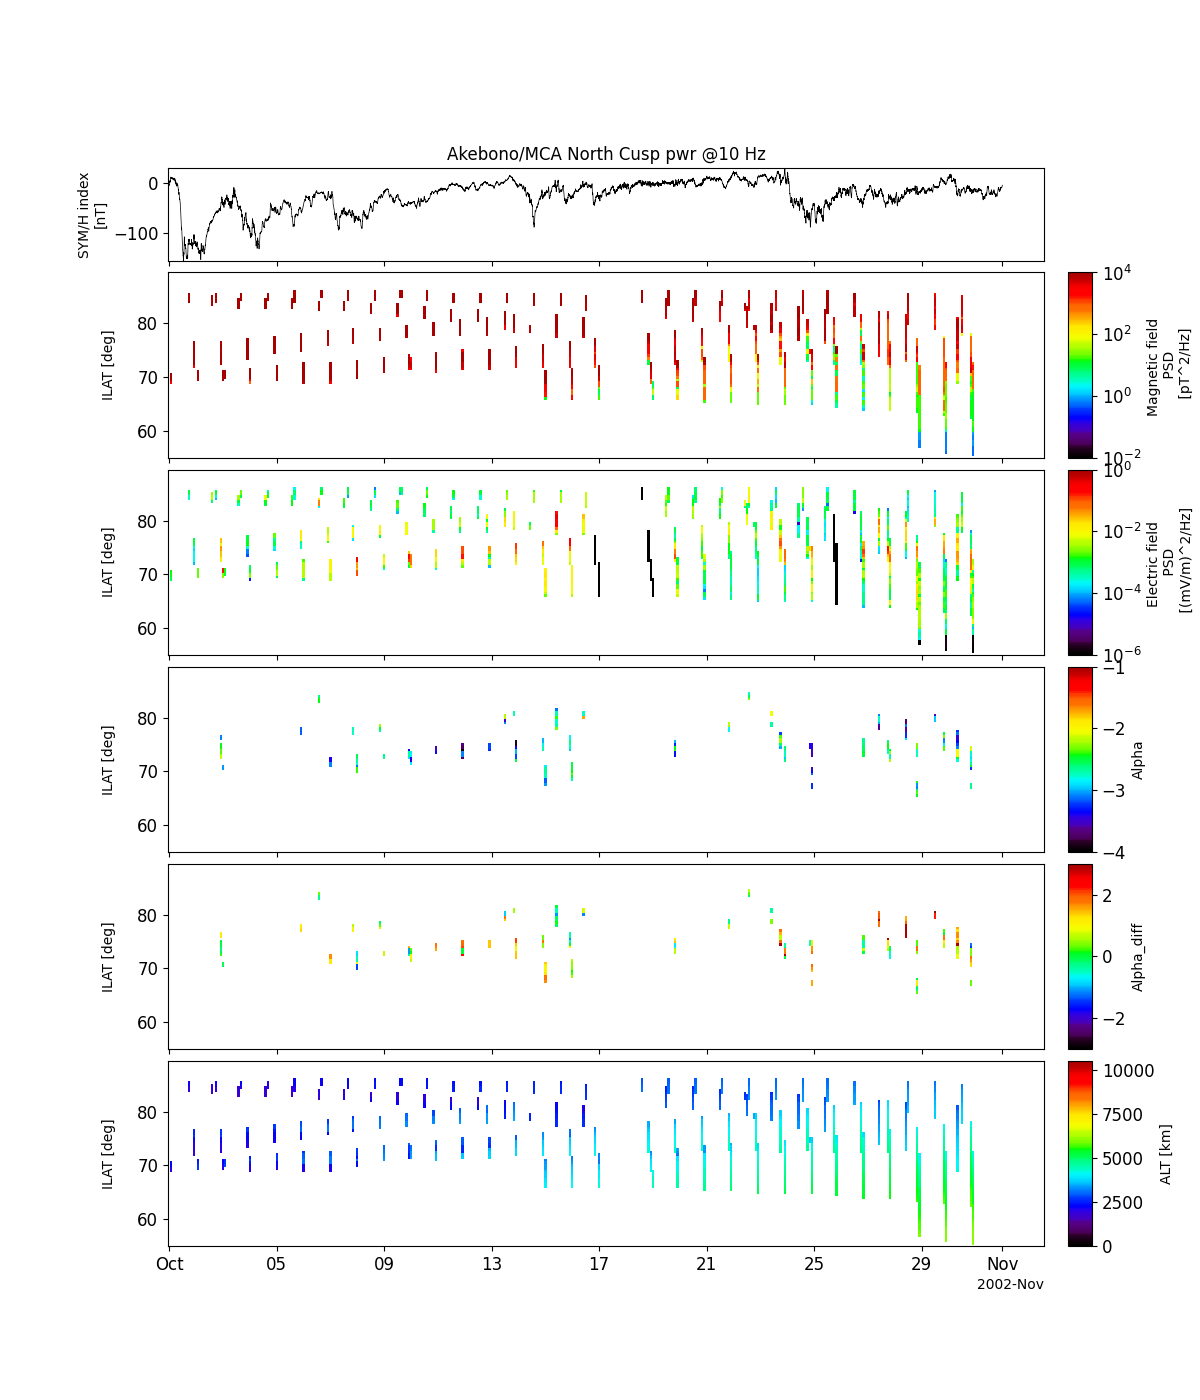 Akebono/MCA North Cusp pwr @10 Hz
SYM/H index
[nT]
0
−100
ILAT [deg]
80
70
60
10^4
10^2
10^0
10^-2
Magnetic field
PSD
[pT^2/Hz]
ILAT [deg]
80
70
60
10^0
10^-2
10^-4
10^-6
Electric field
PSD
[(mV/m)^2/Hz]
ILAT [deg]
80
70
60
−1
−2
−3
−4
Alpha
ILAT [deg]
80
70
60
2
0
−2
Alpha_diff
ILAT [deg]
80
70
60
10000
7500
5000
2500
0
ALT [km]
Oct 05 09 13 17 21 25 29 Nov
2002-Nov